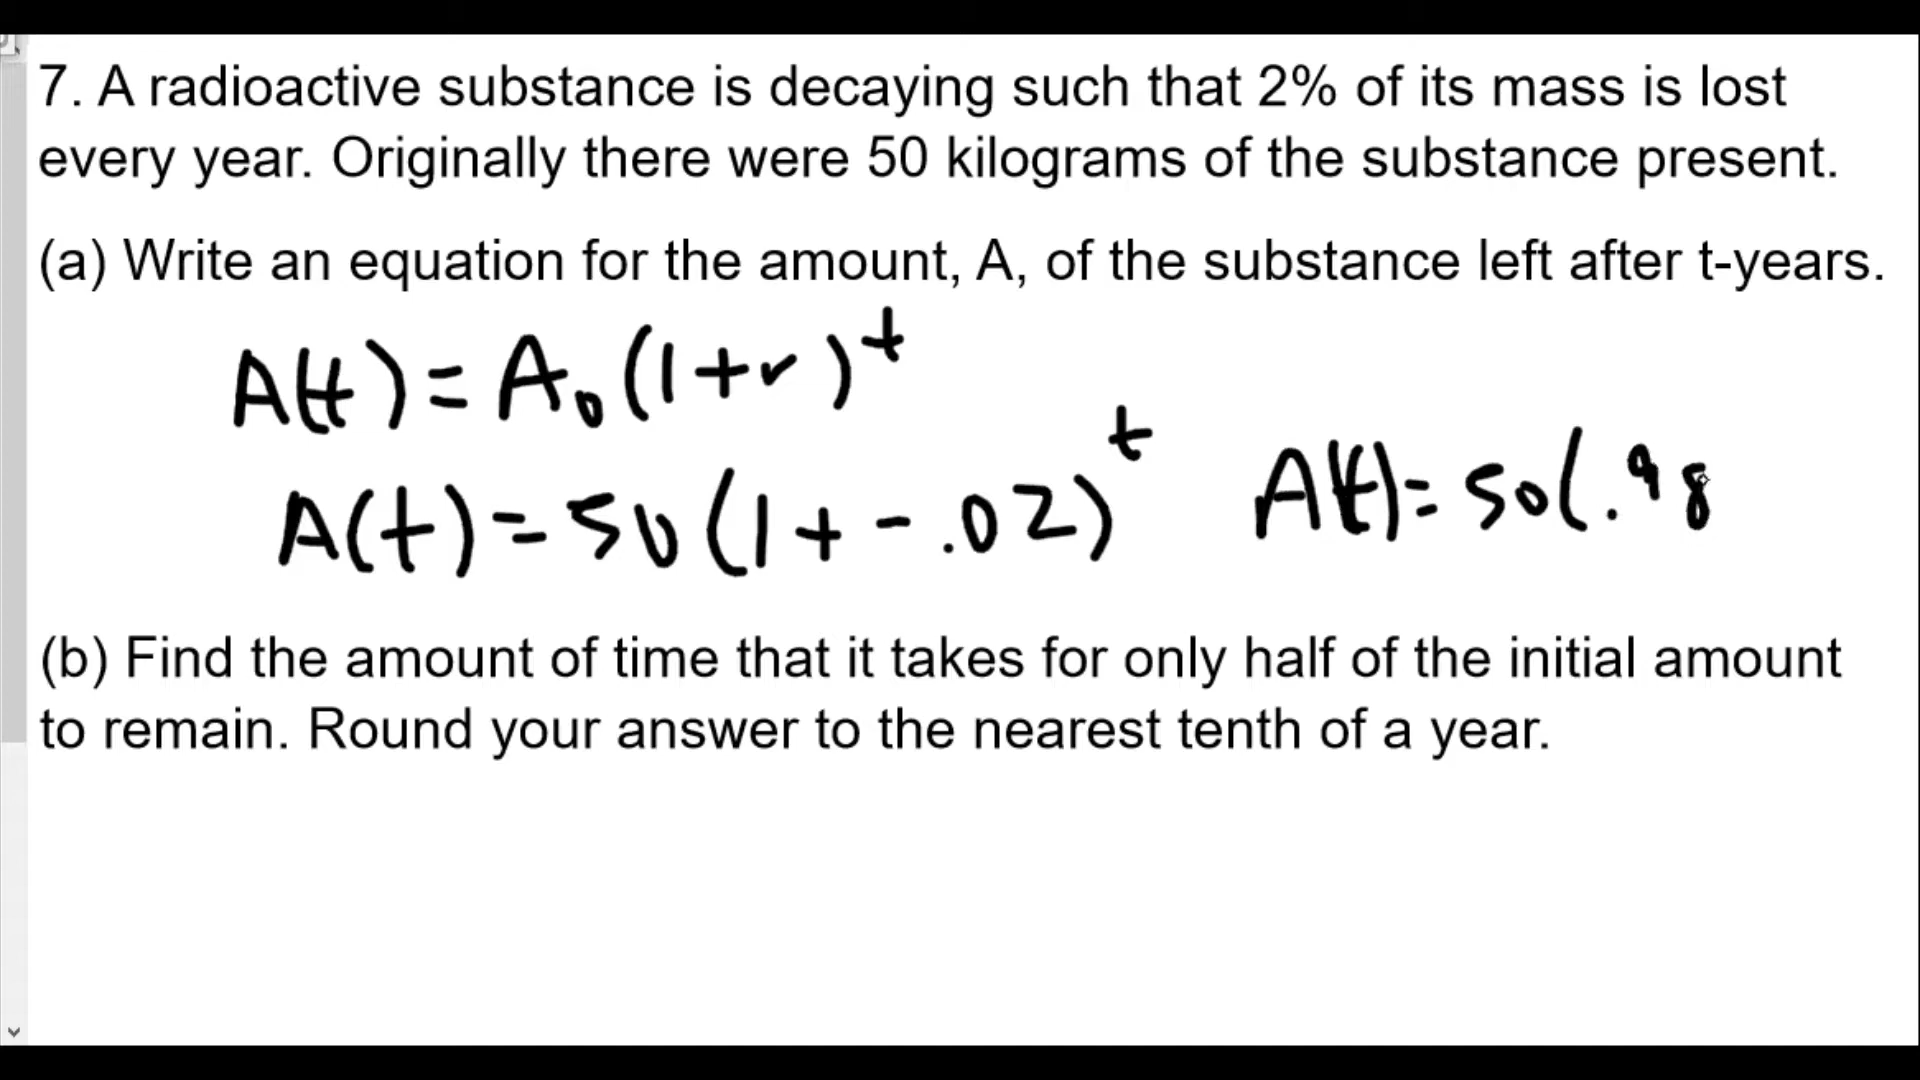 7. A radioactive substance is decaying such that 2% of its mass is lost
every year. Originally there were 50 kilograms of the substance present.
(a) Write an equation for the amount, A, of the substance left after t-years.
A(t) = A₀(1+r)ᵗ
A(t) = 50(1+-.02)ᵗ A(t) = 50(.98
(b) Find the amount of time that it takes for only half of the initial amount
to remain. Round your answer to the nearest tenth of a year.